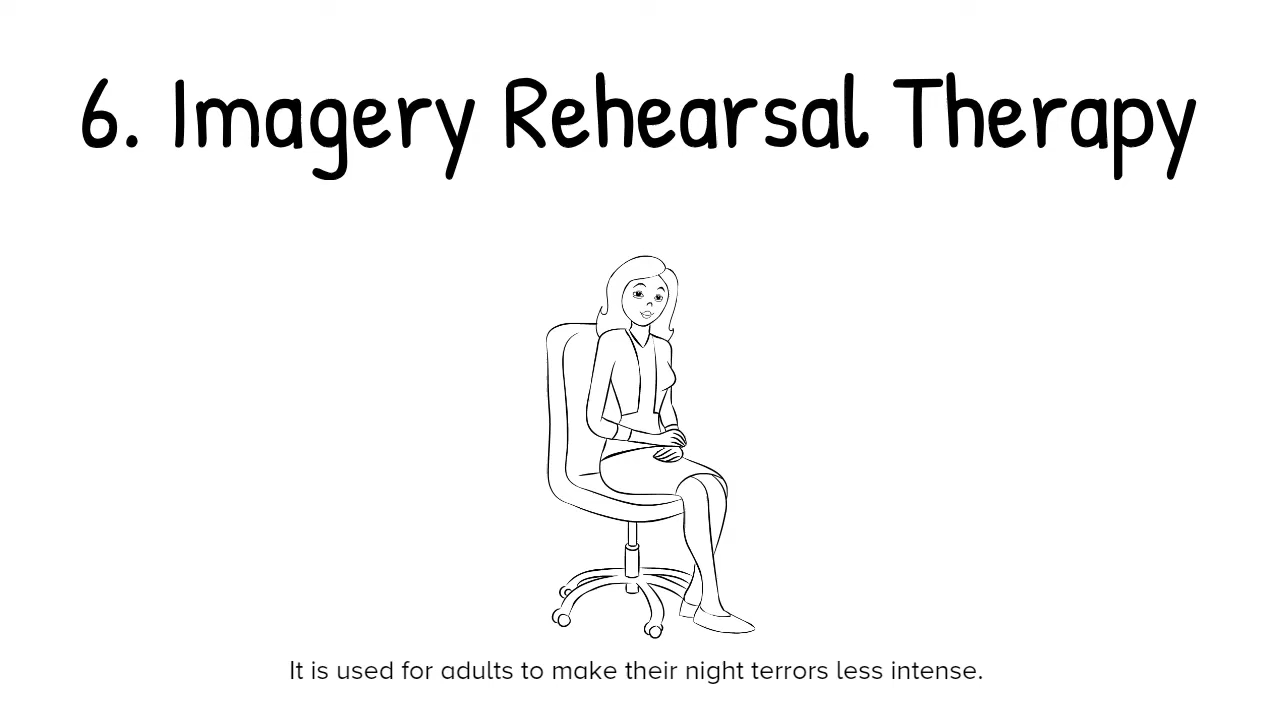 6. Imagery Rehearsal Therapy
It is used for adults to make their night terrors less intense.